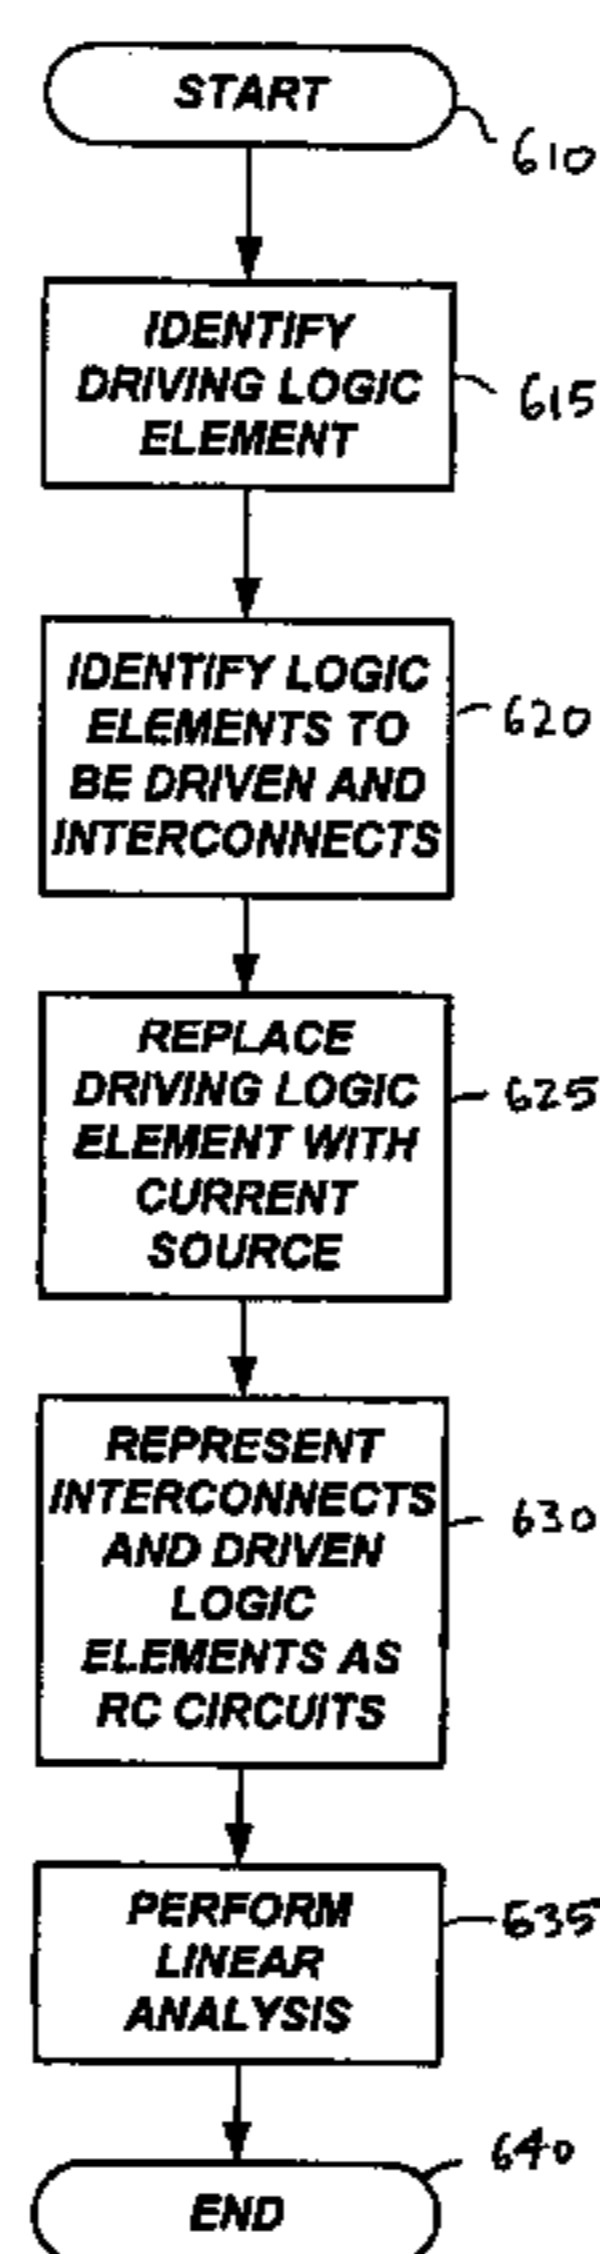 START
610
IDENTIFY
DRIVING LOGIC
ELEMENT
615
IDENTIFY LOGIC
ELEMENTS TO
BE DRIVEN AND
INTERCONNECTS
620
REPLACE
DRIVING LOGIC
ELEMENT WITH
CURRENT
SOURCE
625
REPRESENT
INTERCONNECTS
AND DRIVEN
LOGIC
ELEMENTS AS
RC CIRCUITS
630
PERFORM
LINEAR
ANALYSIS
635
END
640